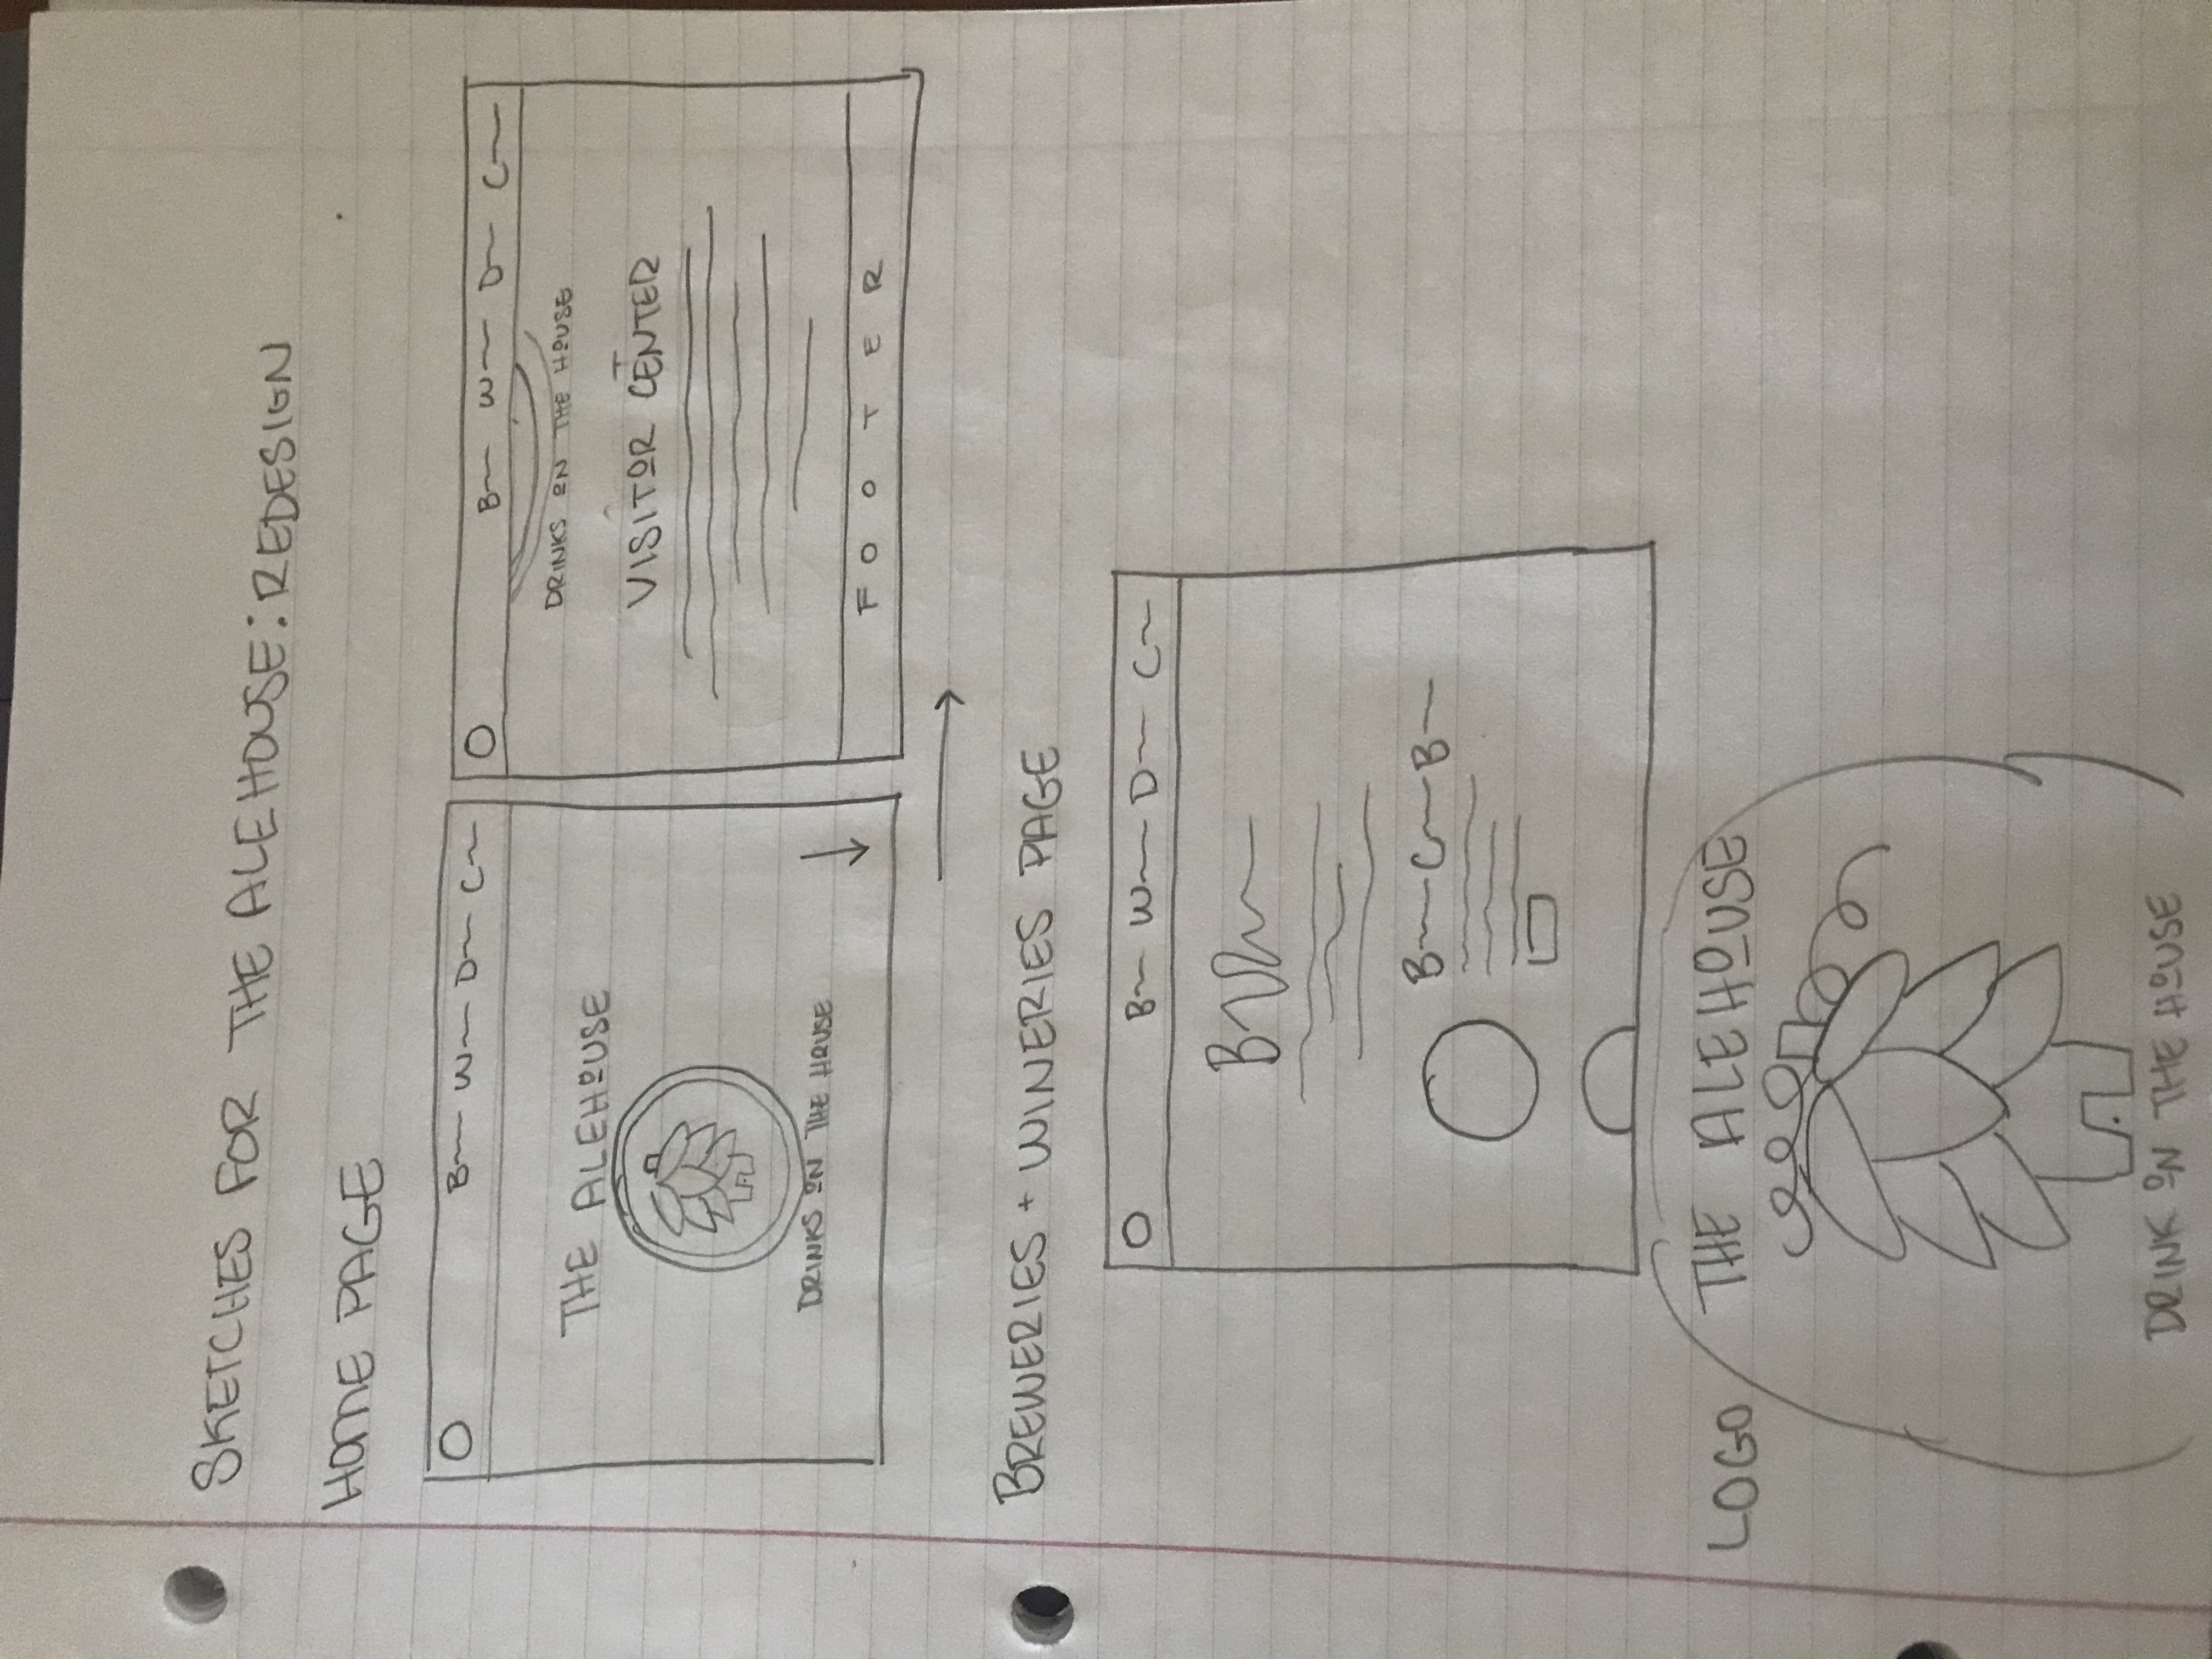 SKETCHES FOR THE ALEHOUSE: REDESIGN
HOME PAGE
B W D C
THE ALEHOUSE
DRINKS ON THE HOUSE
B W D C
DRINKS ON THE HOUSE
VISITOR CENTER
FOOTER
BREWERIES + WINERIES PAGE
B W D C
B
B C B
LOGO
THE ALEHOUSE
DRINK ON THE HOUSE